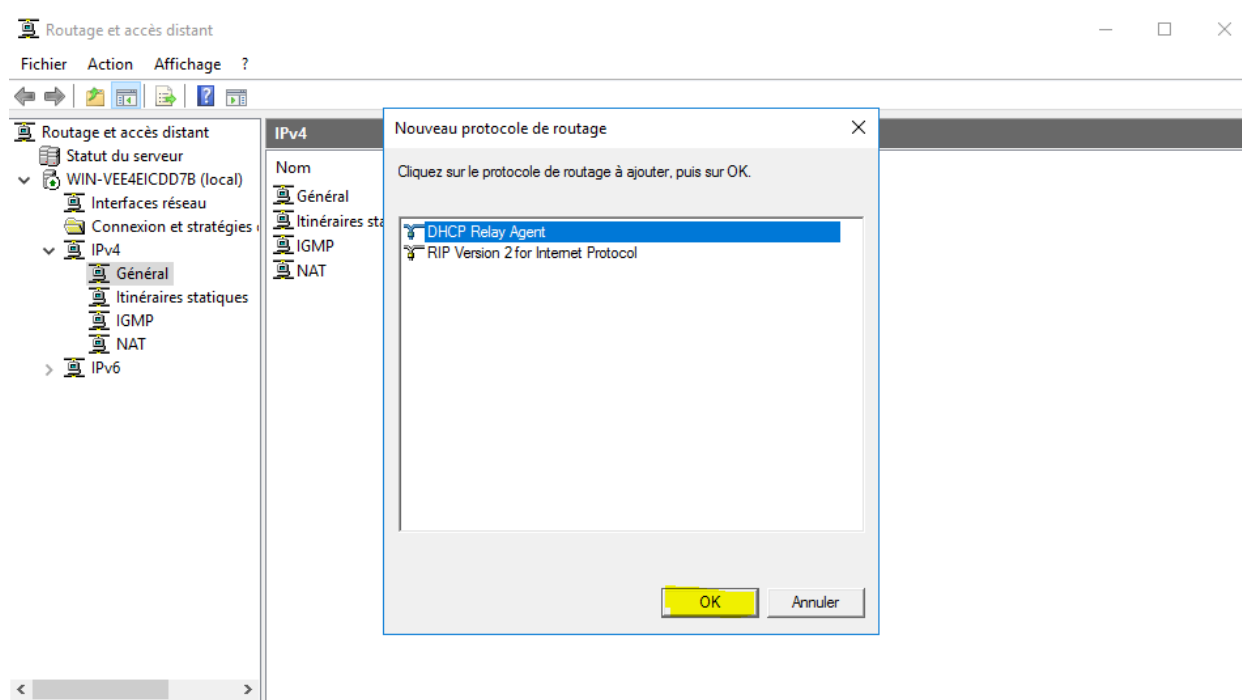 Routage et accès distant
Fichier Action Affichage ?
Routage et accès distant
Statut du serveur
WIN-VEE4EICDD7B (local)
Interfaces réseau
Connexion et stratégies
IPv4
Général
Itinéraires statiques
IGMP
NAT
IPv6
IPv4
Nom
Général
Itinéraires sta
IGMP
NAT
Nouveau protocole de routage
Cliquez sur le protocole de routage à ajouter, puis sur OK.
DHCP Relay Agent
RIP Version 2 for Internet Protocol
OK Annuler